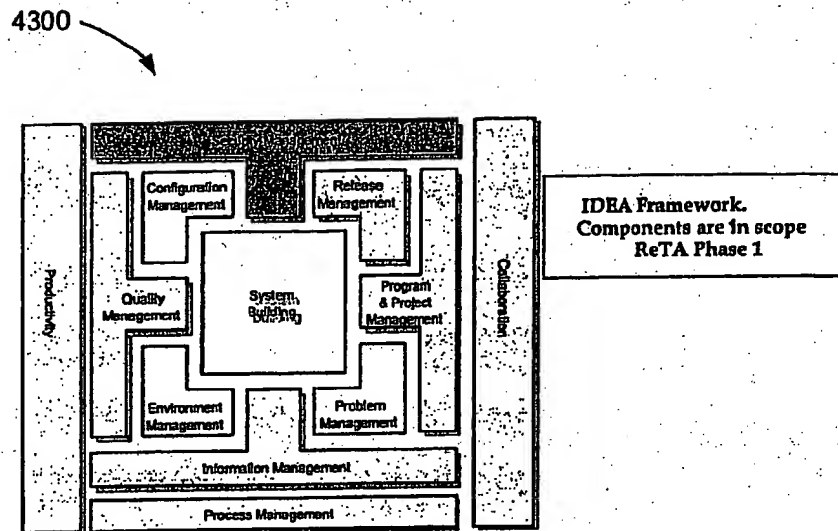 4300
Configuration
Management
Release
Management
IDEA Framework.
Components are in scope
ReTA Phase 1
Productivity
Quality
Management
System
Building
Program
& Project
Management
Collaboration
Environment
Management
Problem
Management
Information Management
Process Management